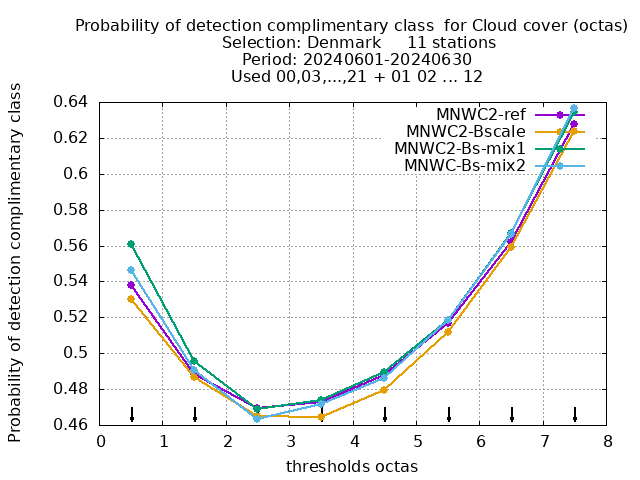 Probability of detection complimentary class  for Cloud cover (octas)
Selection: Denmark     11 stations
Period: 20240601-20240630
Used 00,03,...,21 + 01 02 ... 12
Probability of detection complimentary class
0.64
0.62
0.6
0.58
0.56
0.54
0.52
0.5
0.48
0.46
MNWC2-ref
MNWC2-Bscale
MNWC2-Bs-mix1
MNWC-Bs-mix2
0 1 2 3 4 5 6 7 8
thresholds octas